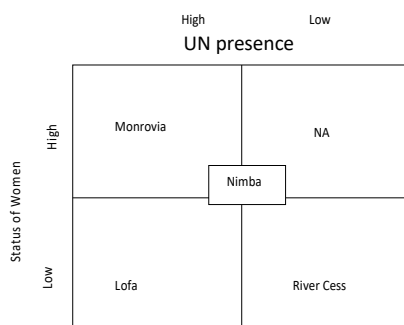 High Low
UN presence
High
Monrovia
NA
Nimba
Status of Women
Low
Lofa
River Cess